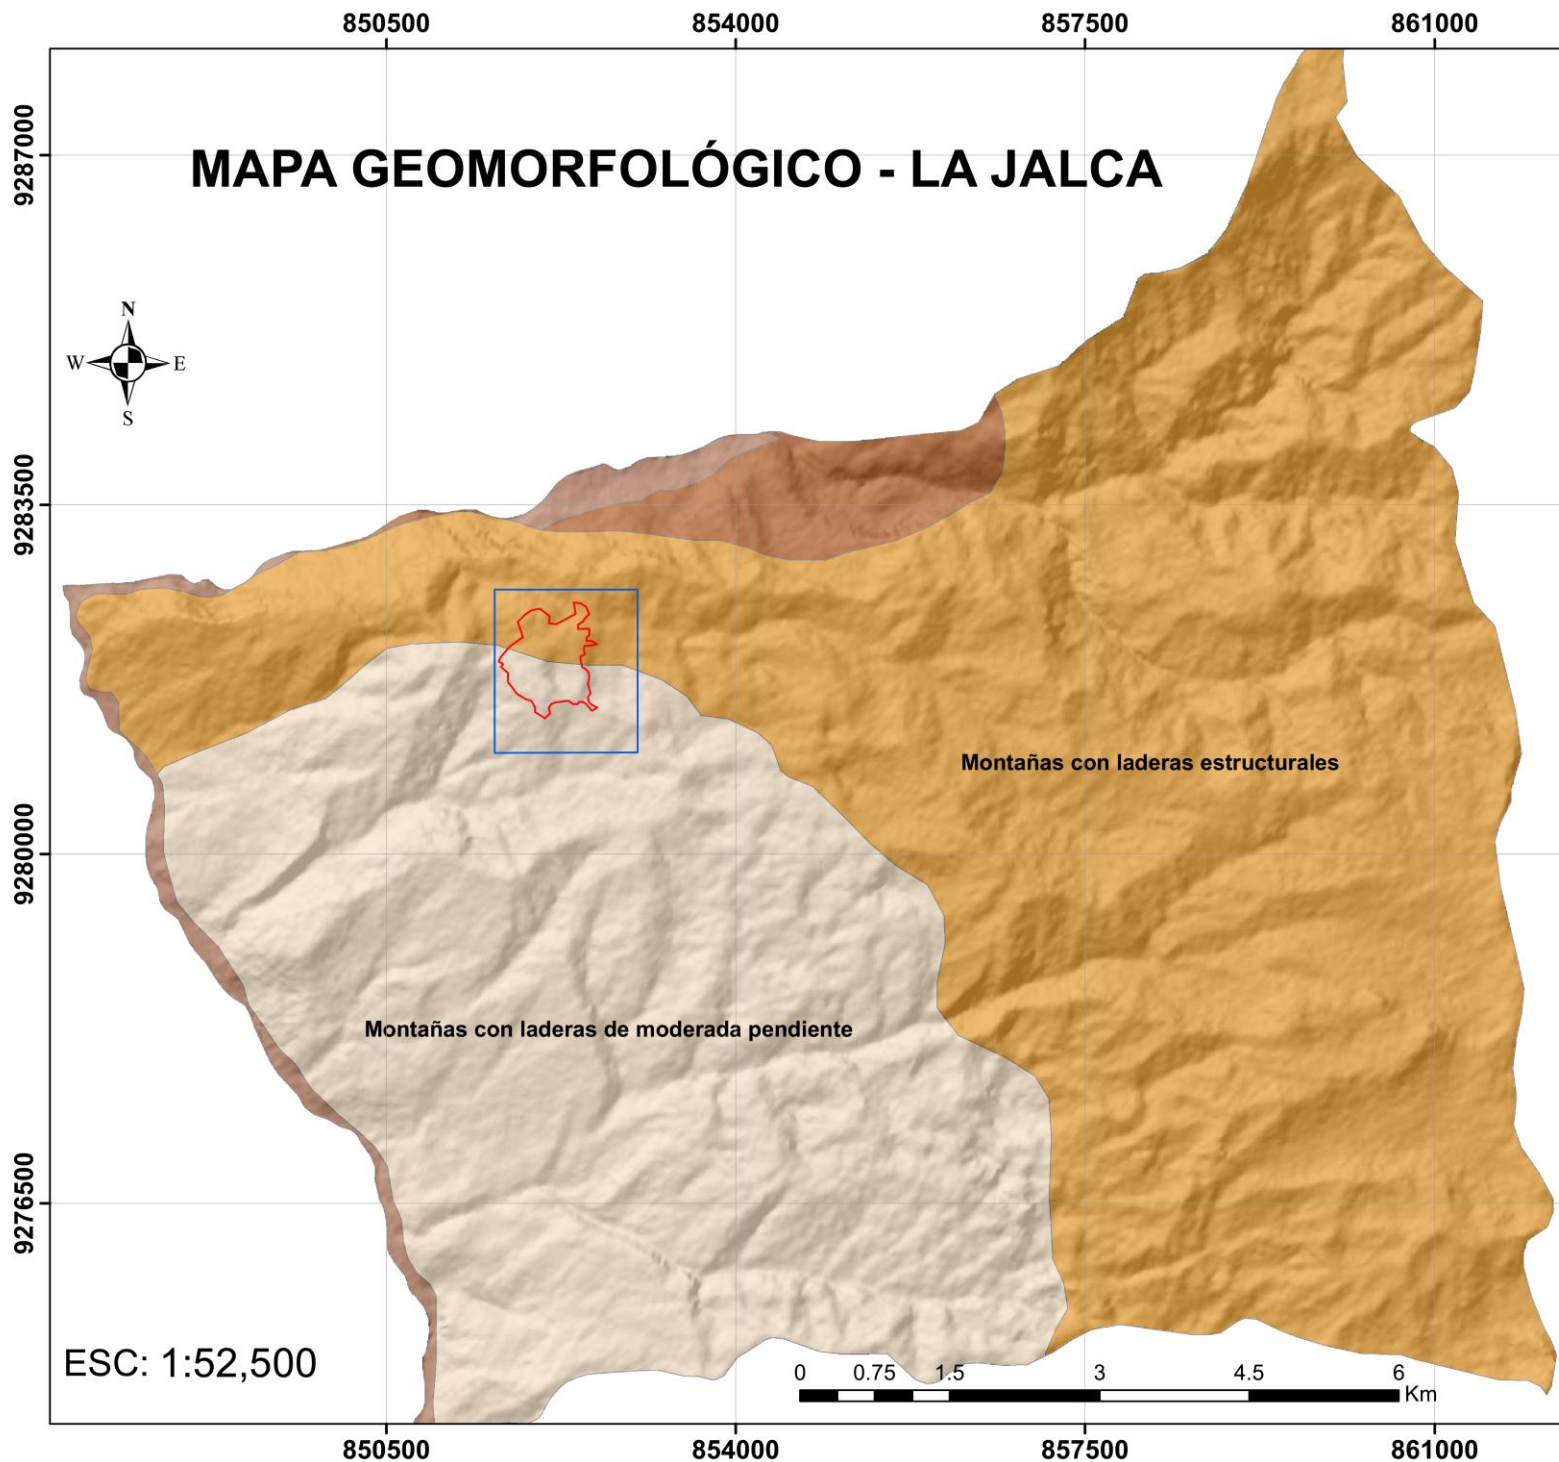 850500 854000 857500 861000
9287000
MAPA GEOMORFOLÓGICO - LA JALCA
N
W E
S
9283500
Montañas con laderas estructurales
9280000
Montañas con laderas de moderada pendiente
9276500
ESC: 1:52,500
0 0.75 1.5 3 4.5 6
Km
850500 854000 857500 861000